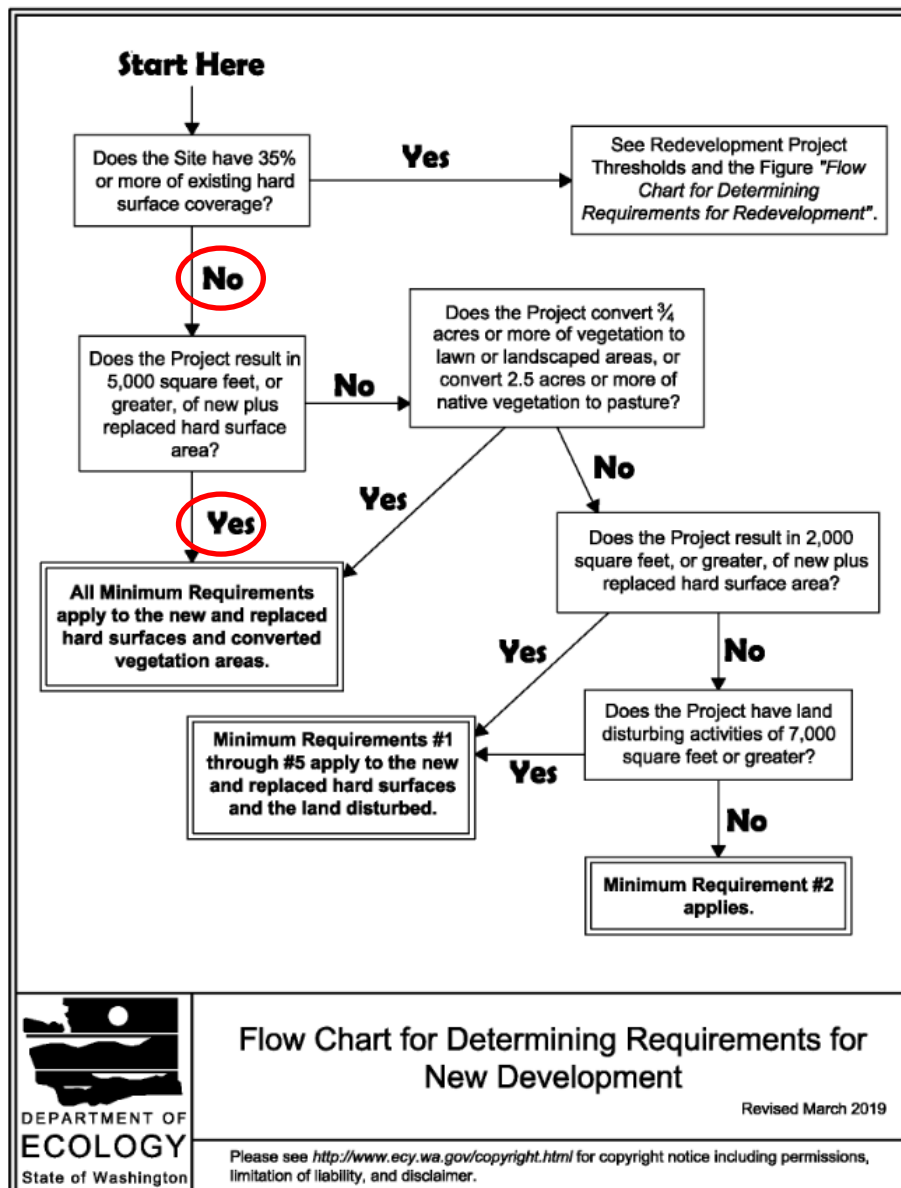 Start Here
Does the Site have 35%
or more of existing hard
surface coverage?
Yes
See Redevelopment Project
Thresholds and the Figure "Flow
Chart for Determining
Requirements for Redevelopment".
No
Does the Project result in
5,000 square feet, or
greater, of new plus
replaced hard surface
area?
No
Does the Project convert ¾
acres or more of vegetation to
lawn or landscaped areas, or
convert 2.5 acres or more of
native vegetation to pasture?
Yes
Yes
No
All Minimum Requirements
apply to the new and replaced
hard surfaces and converted
vegetation areas.
Does the Project result in 2,000
square feet, or greater, of new plus
replaced hard surface area?
Yes
No
Minimum Requirements #1
through #5 apply to the new
and replaced hard surfaces
and the land disturbed.
Yes
Does the Project have land
disturbing activities of 7,000
square feet or greater?
No
Minimum Requirement #2
applies.
DEPARTMENT OF
ECOLOGY
State of Washington
Flow Chart for Determining Requirements for
New Development
Revised March 2019
Please see http://www.ecy.wa.gov/copyright.html for copyright notice including permissions,
limitation of liability, and disclaimer.